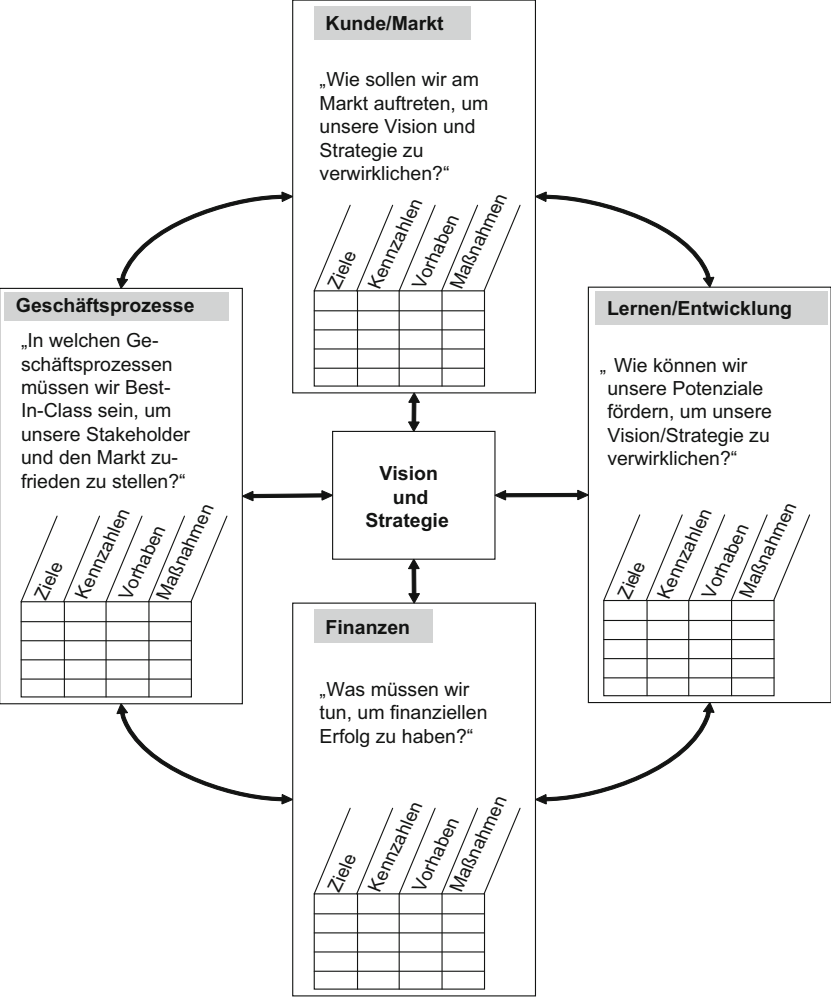 Kunde/Markt
„Wie sollen wir am
Markt auftreten, um
unsere Vision und
Strategie zu
verwirklichen?“
Ziele
Kennzahlen
Vorhaben
Maßnahmen
Geschäftsprozesse
„In welchen Ge-
schäftsprozessen
müssen wir Best-
In-Class sein, um
unsere Stakeholder
und den Markt zu-
frieden zu stellen?“
Ziele
Kennzahlen
Vorhaben
Maßnahmen
Vision
und
Strategie
Lernen/Entwicklung
„ Wie können wir
unsere Potenziale
fördern, um unsere
Vision/Strategie zu
verwirklichen?“
Ziele
Kennzahlen
Vorhaben
Maßnahmen
Finanzen
„Was müssen wir
tun, um finanziellen
Erfolg zu haben?“
Ziele
Kennzahlen
Vorhaben
Maßnahmen